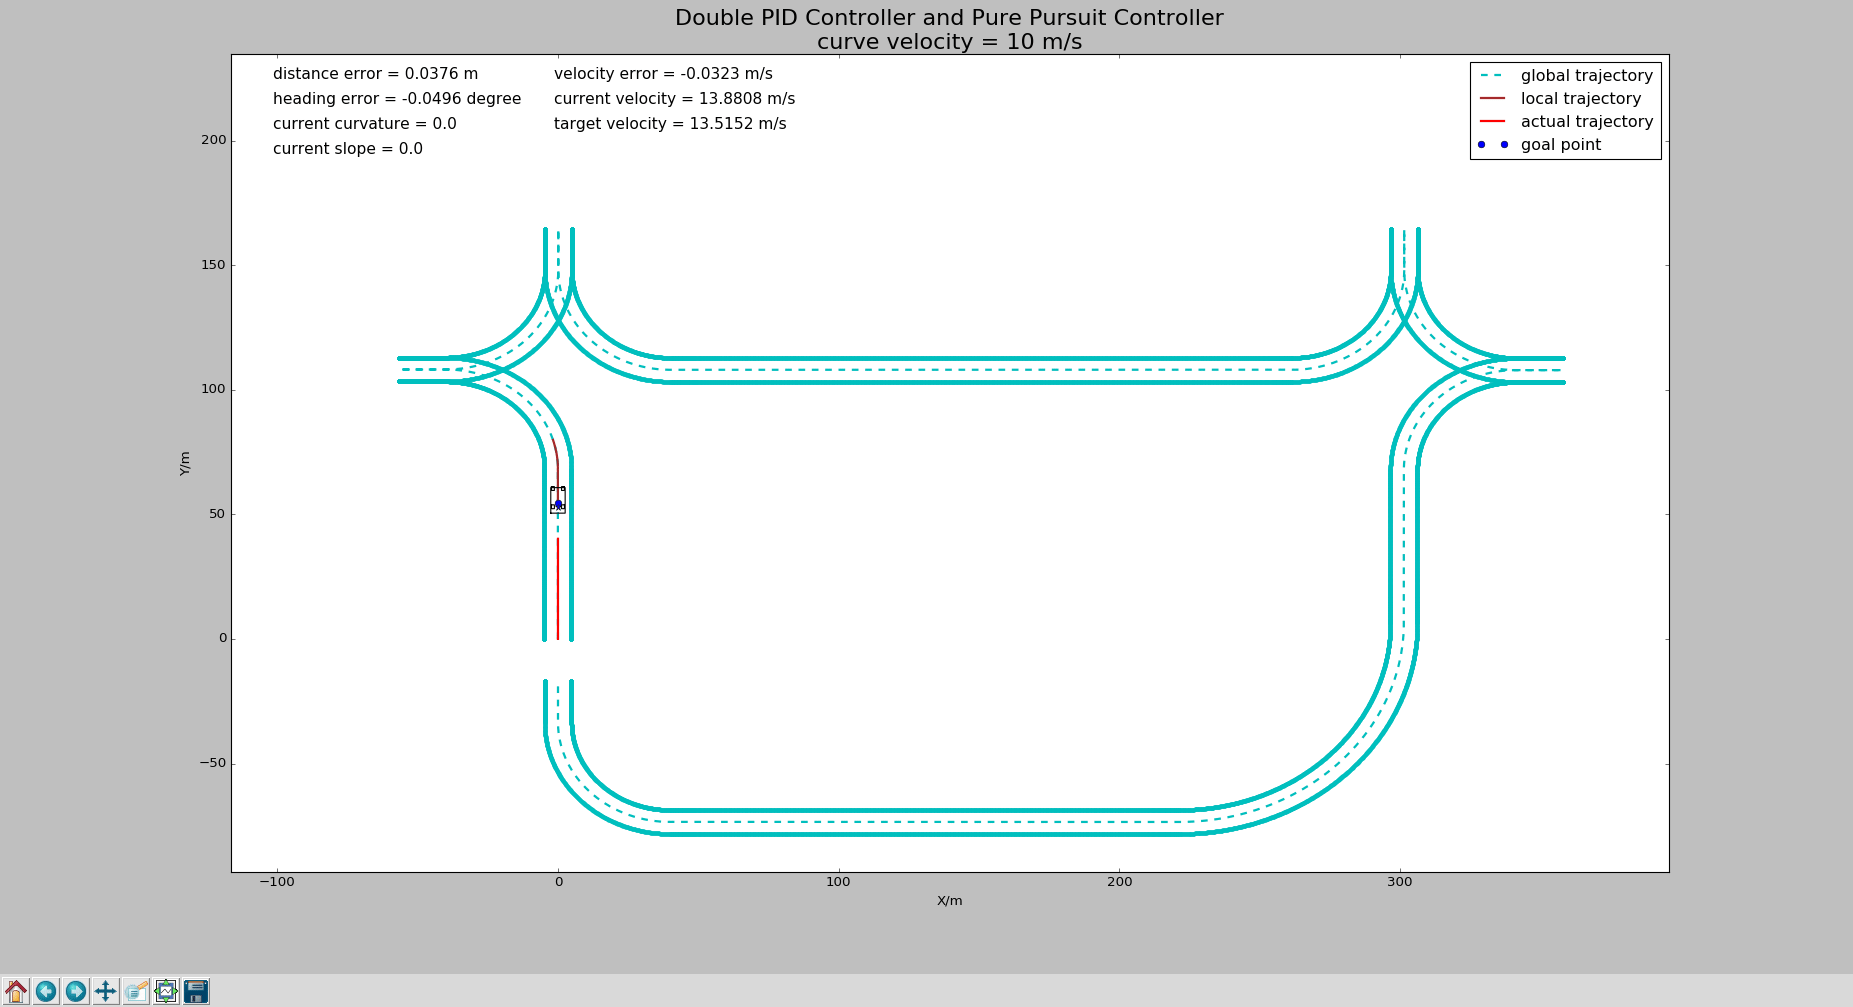 Double PID Controller and Pure Pursuit Controller
curve velocity = 10 m/s
distance error = 0.0376 m
heading error = -0.0496 degree
current curvature = 0.0
current slope = 0.0
velocity error = -0.0323 m/s
current velocity = 13.8808 m/s
target velocity = 13.5152 m/s
global trajectory
local trajectory
actual trajectory
goal point
200
150
100
50
0
−50
Y/m
−100
0
100
200
300
X/m